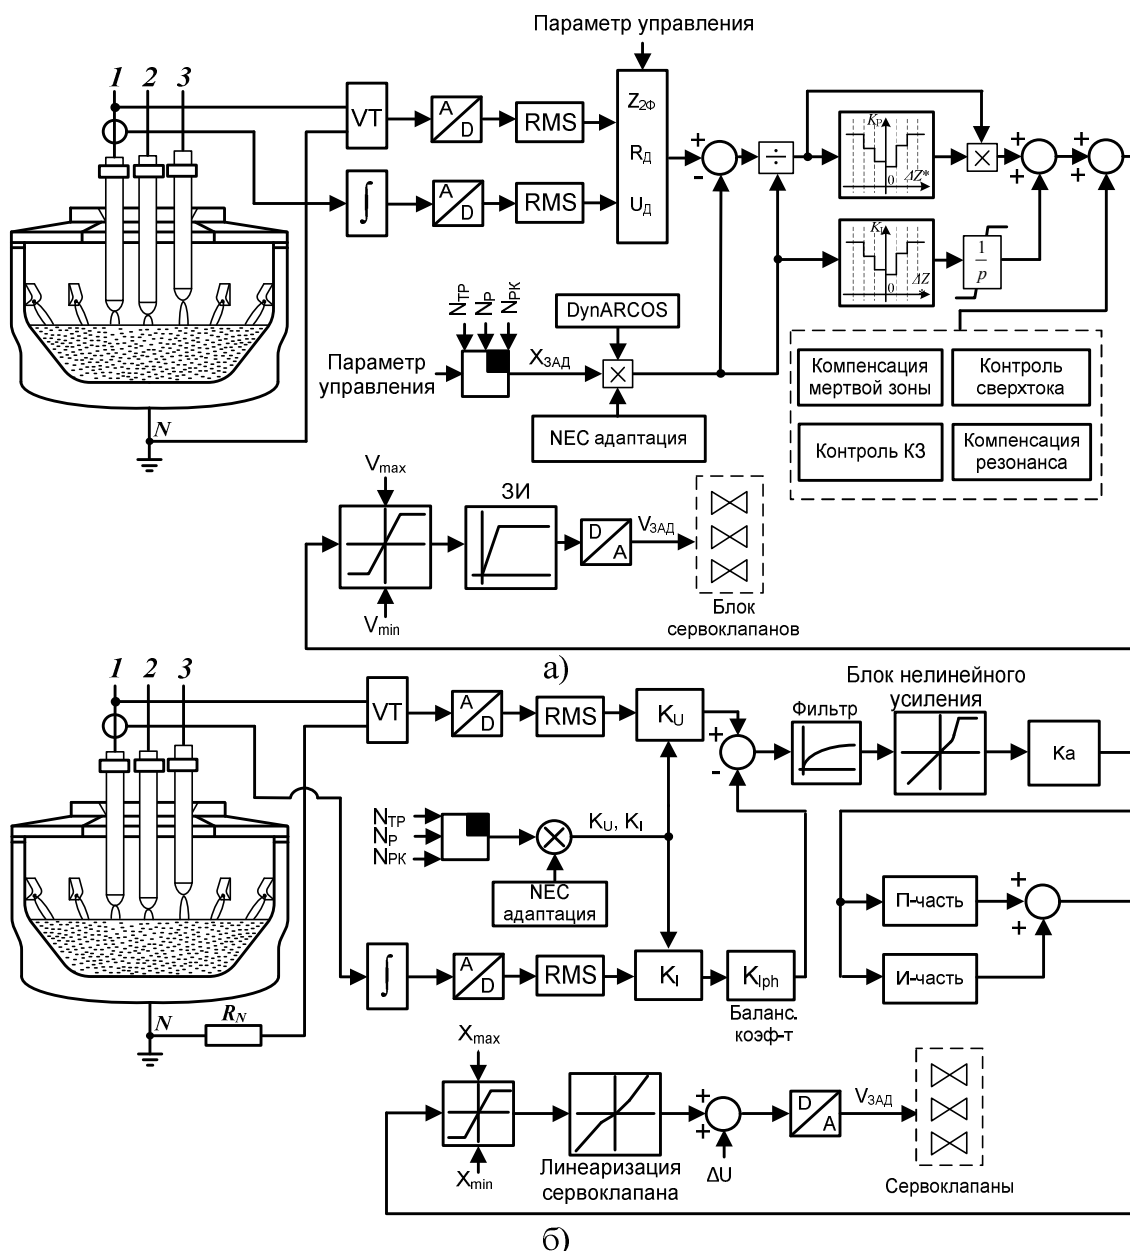 Параметр управления
1 2 3
VT
A
D
RMS
Z2Ф
RД
UД
+
-
÷
KP
0
ΔZ*
×
+
+
+
+
∫
A
D
RMS
KI
0
ΔZ
*
1
p
NТР
NР
NРК
DynARCOS
Параметр
управления
XЗАД
×
NEC адаптация
N
Компенсация
мертвой зоны
Контроль
сверхтока
Контроль КЗ
Компенсация
резонанса
Vmax
Vmin
ЗИ
D
A
VЗАД
Блок
сервоклапанов
а)
1 2 3
VT
A
D
RMS
KU
+
-
Фильтр
Блок нелинейного
усиления
Ka
NТР
NР
NРК
KU, KI
NEC
адаптация
П-часть
И-часть
+
+
∫
A
D
RMS
KI
KIph
Баланс.
коэф-т
N
RN
Xmax
Xmin
Линеаризация
сервоклапана
+
+
ΔU
D
A
VЗАД
Сервоклапаны
б)